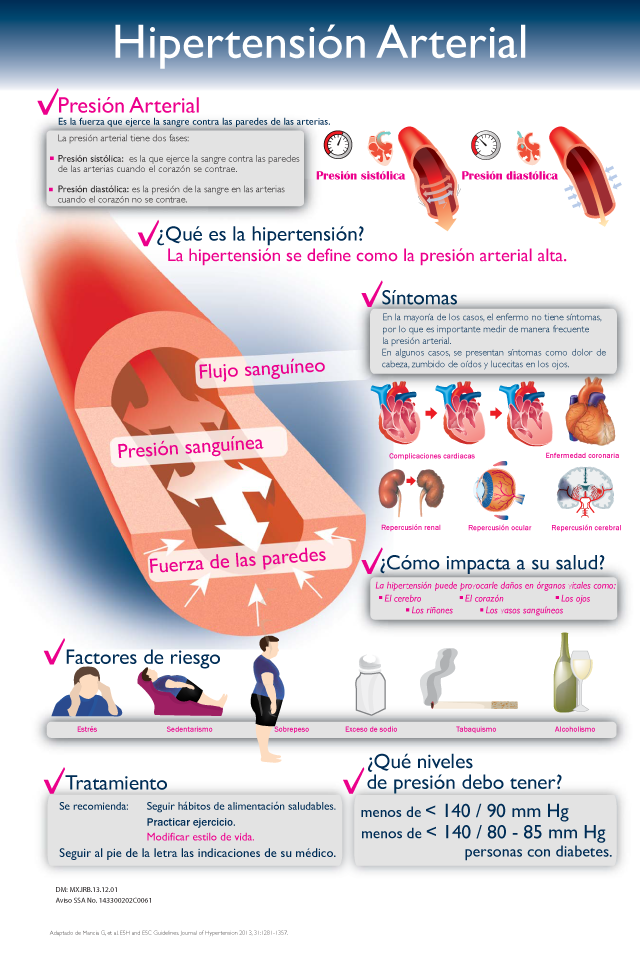 Hipertensión Arterial
Presión Arterial
Es la fuerza que ejerce la sangre contra las paredes de las arterias.
La presión arterial tiene dos fases:
Presión sistólica: es la que ejerce la sangre contra las paredes
de las arterias cuando el corazón se contrae.
Presión diastólica: es la presión de la sangre en las arterias
cuando el corazón no se contrae.
Presión sistólica
Presión diastólica
¿Qué es la hipertensión?
La hipertensión se define como la presión arterial alta.
Síntomas
En la mayoría de los casos, el enfermo no tiene síntomas,
por lo que es importante medir de manera frecuente
la presión arterial.
En algunos casos, se presentan síntomas como dolor de
cabeza, zumbido de oídos y lucecitas en los ojos.
Flujo sanguíneo
Presión sanguínea
Fuerza de las paredes
Complicaciones cardiacas
Enfermedad coronaria
Repercusión renal
Repercusión ocular
Repercusión cerebral
¿Cómo impacta a su salud?
La hipertensión puede provocarle daños en órganos vitales como:
El cerebro
El corazón
Los ojos
Los riñones
Los vasos sanguíneos
Factores de riesgo
Estrés
Sedentarismo
Sobrepeso
Exceso de sodio
Tabaquismo
Alcoholismo
Tratamiento
Se recomienda: Seguir hábitos de alimentación saludables.
Practicar ejercicio.
Modificar estilo de vida.
Seguir al pie de la letra las indicaciones de su médico.
¿Qué niveles
de presión debo tener?
menos de < 140 / 90 mm Hg
menos de < 140 / 80 - 85 mm Hg
personas con diabetes.
DM: MXJRB.13.12.01
Aviso SSA No. 143300202C0061
Adaptado de Mancia G, et al. ESH and ESC Guidelines. Journal of Hypertension 2013, 31:1281-1357.